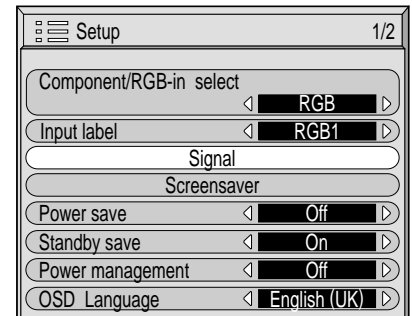 Setup 1/2
Component/RGB-in select
RGB
Input label RGB1
Signal
Screensaver
Power save Off
Standby save On
Power management Off
OSD Language English (UK)